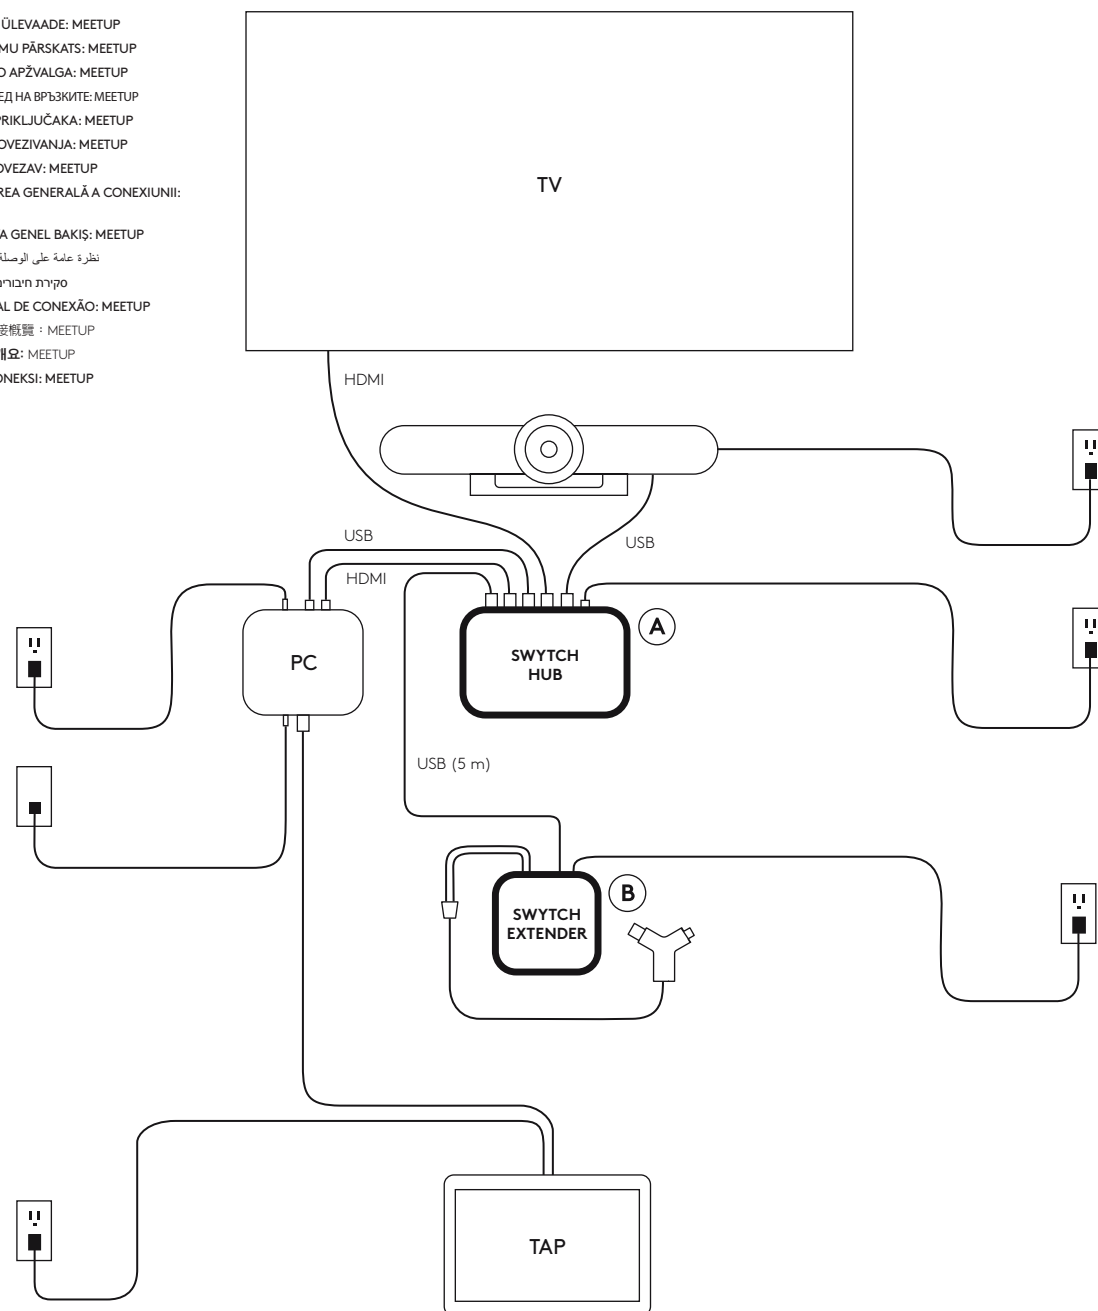 ÜLEVAADE: MEETUP
MU PĀRSKATS: MEETUP
O APŽVALGA: MEETUP
ЕД НА ВРЪЗКИТЕ: MEETUP
PRIKLJUČAKA: MEETUP
OVEZIVANJA: MEETUP
OVEZAV: MEETUP
REA GENERALĂ A CONEXIUNII:
A GENEL BAKIŞ: MEETUP
نظرة عامة على الوصلة
סקירת חיבורי
AL DE CONEXÃO: MEETUP
接概覽：MEETUP
개요: MEETUP
ONEKSI: MEETUP
TV
HDMI
USB
USB
HDMI
A
PC
SWYTCH
HUB
USB (5 m)
B
SWYTCH
EXTENDER
TAP